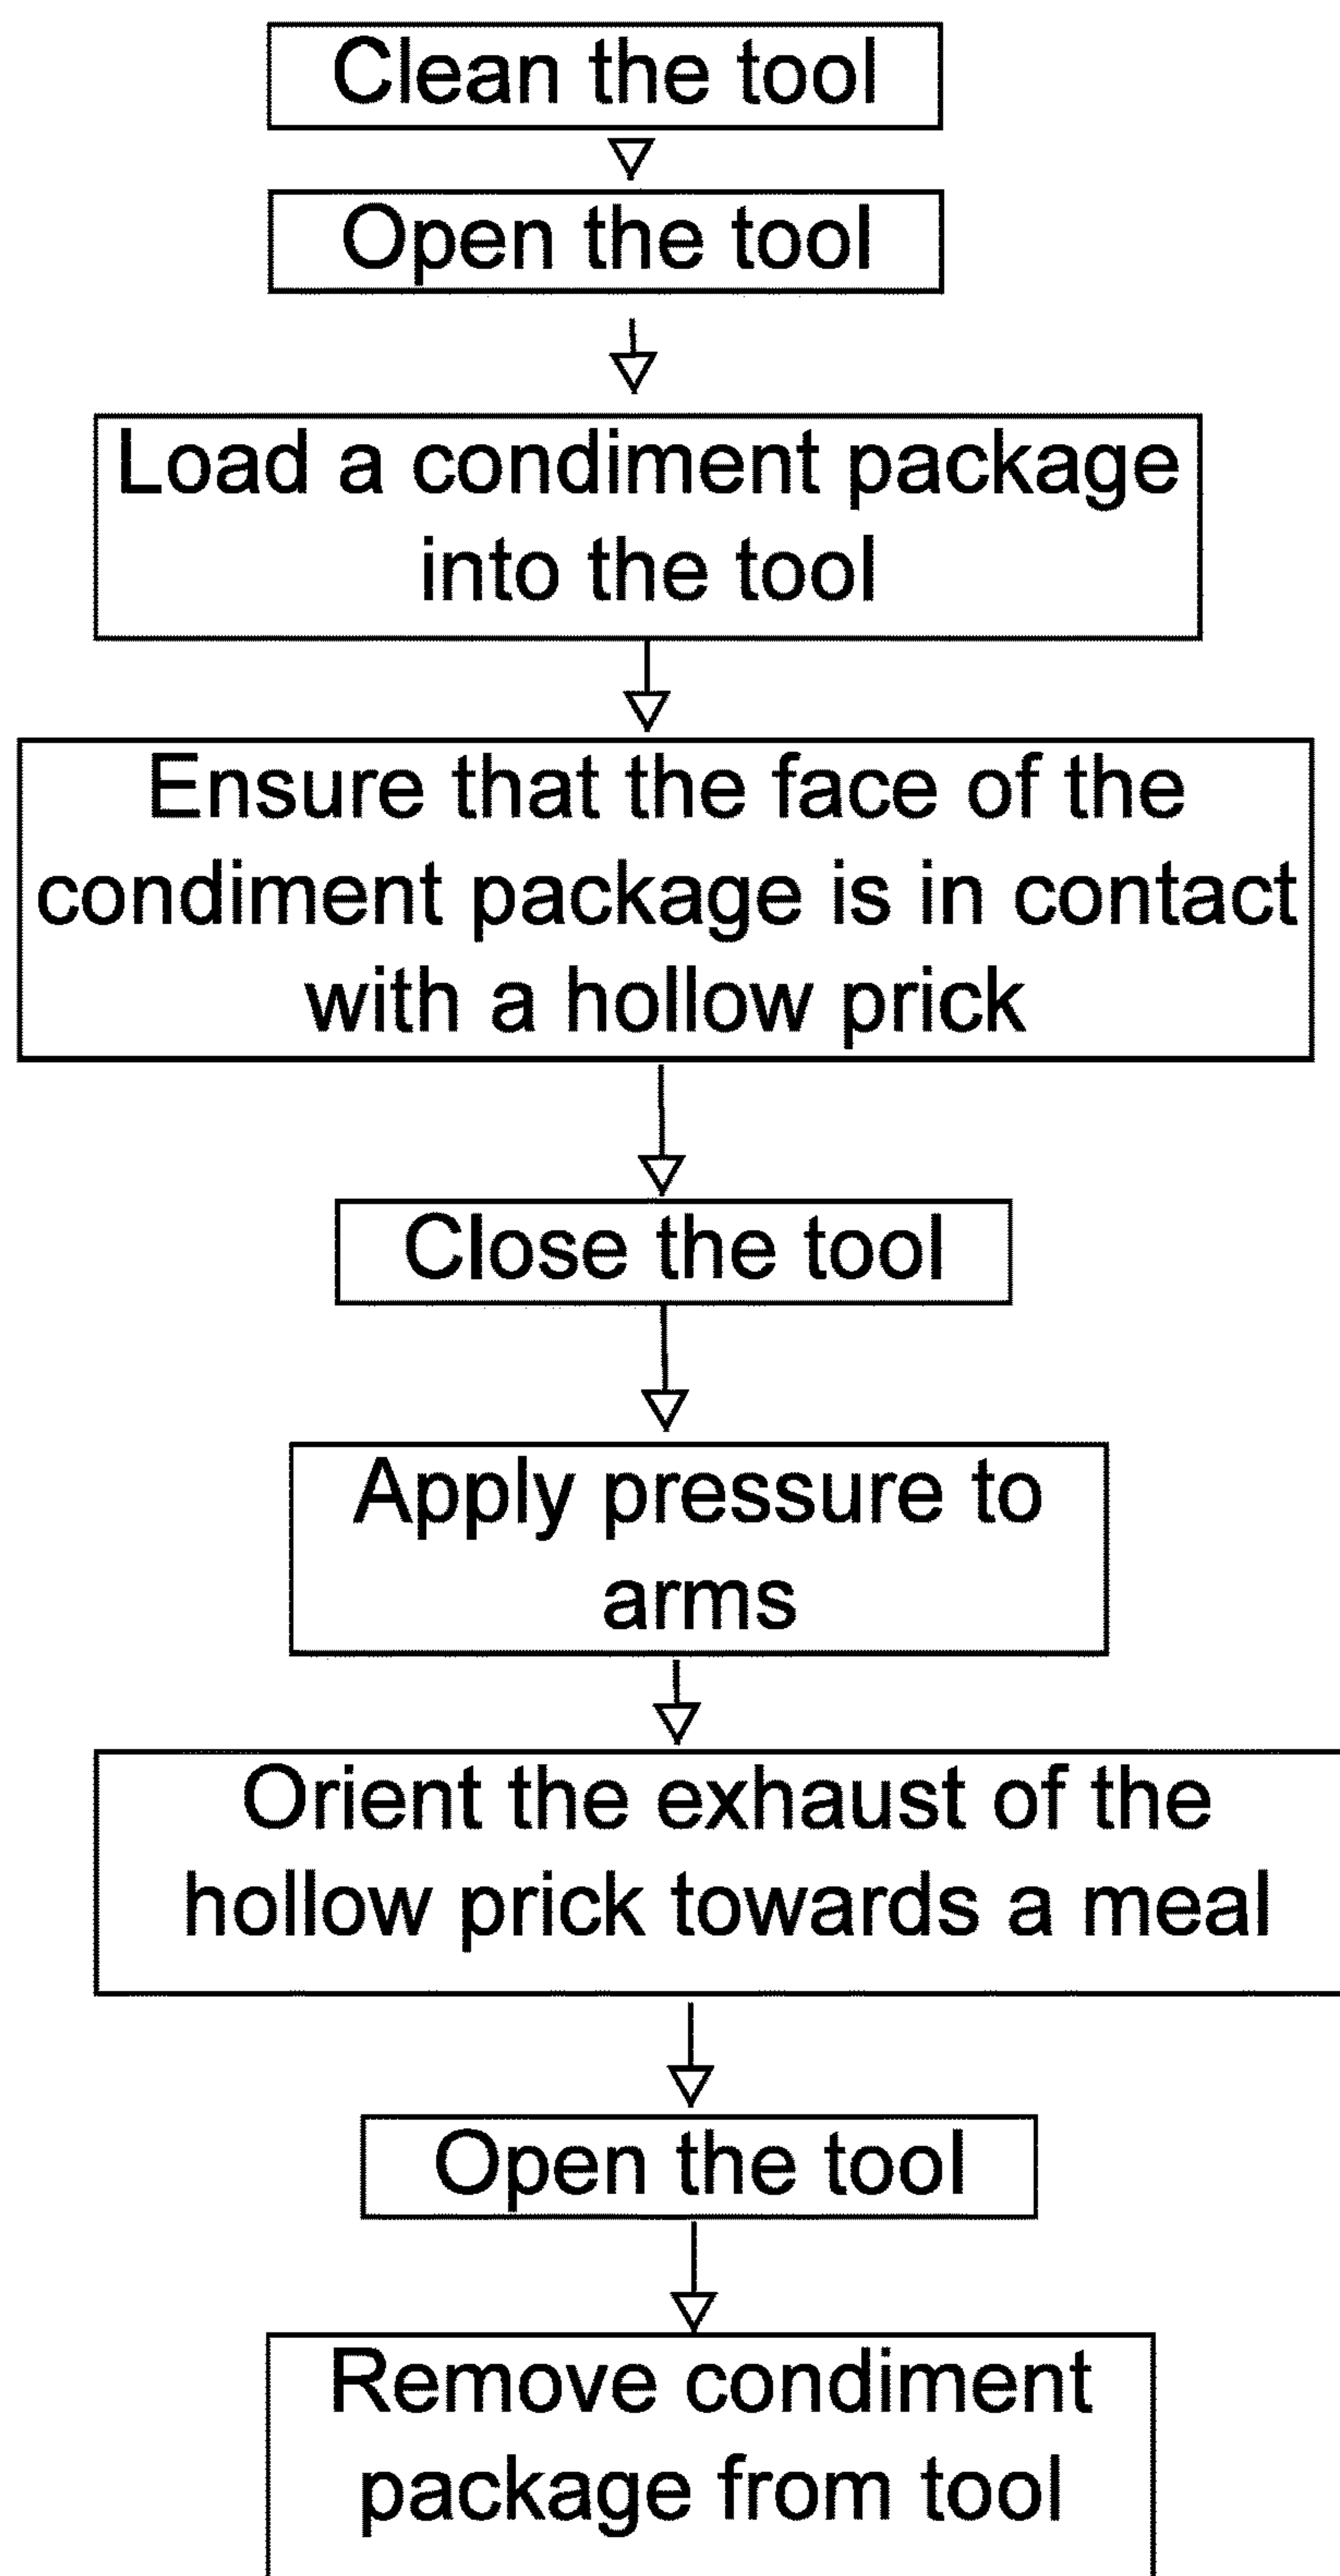 Clean the tool
Open the tool
Load a condiment package
into the tool
Ensure that the face of the
condiment package is in contact
with a hollow prick
Close the tool
Apply pressure to
arms
Orient the exhaust of the
hollow prick towards a meal
Open the tool
Remove condiment
package from tool